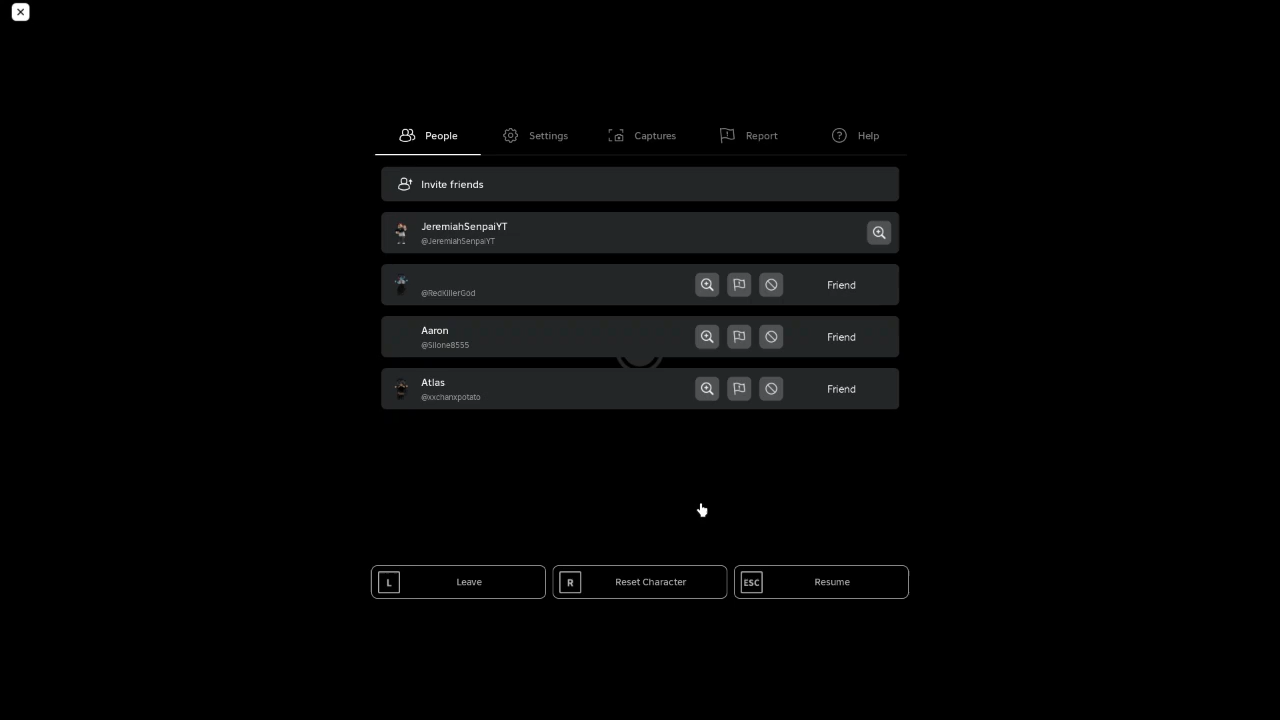 People
Settings
Captures
Report
Help
Invite friends
JeremiahSenpaiYT
@JeremiahSenpaiYT
@RedKillerGod
Friend
Aaron
@Slione8555
Friend
Atlas
@xxchanxpotato
Friend
L
Leave
R
Reset Character
ESC
Resume